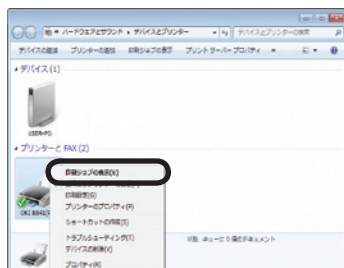 ハードウェアとサウンド ▸ デバイスとプリンター
デバイスとプリンターの検索
デバイスの追加 プリンターの追加 印刷ジョブの表示 プリント サーバー プロパティ »
デバイス (1)
USER-PC
プリンターと FAX (2)
印刷ジョブの表示(E)
印刷設定(G)
プリンターのプロパティ(P)
ショートカットの作成(S)
トラブルシューティング(T)
デバイスの削除(V)
プロパティ(R)
状態: キューに 0 個のドキュメント